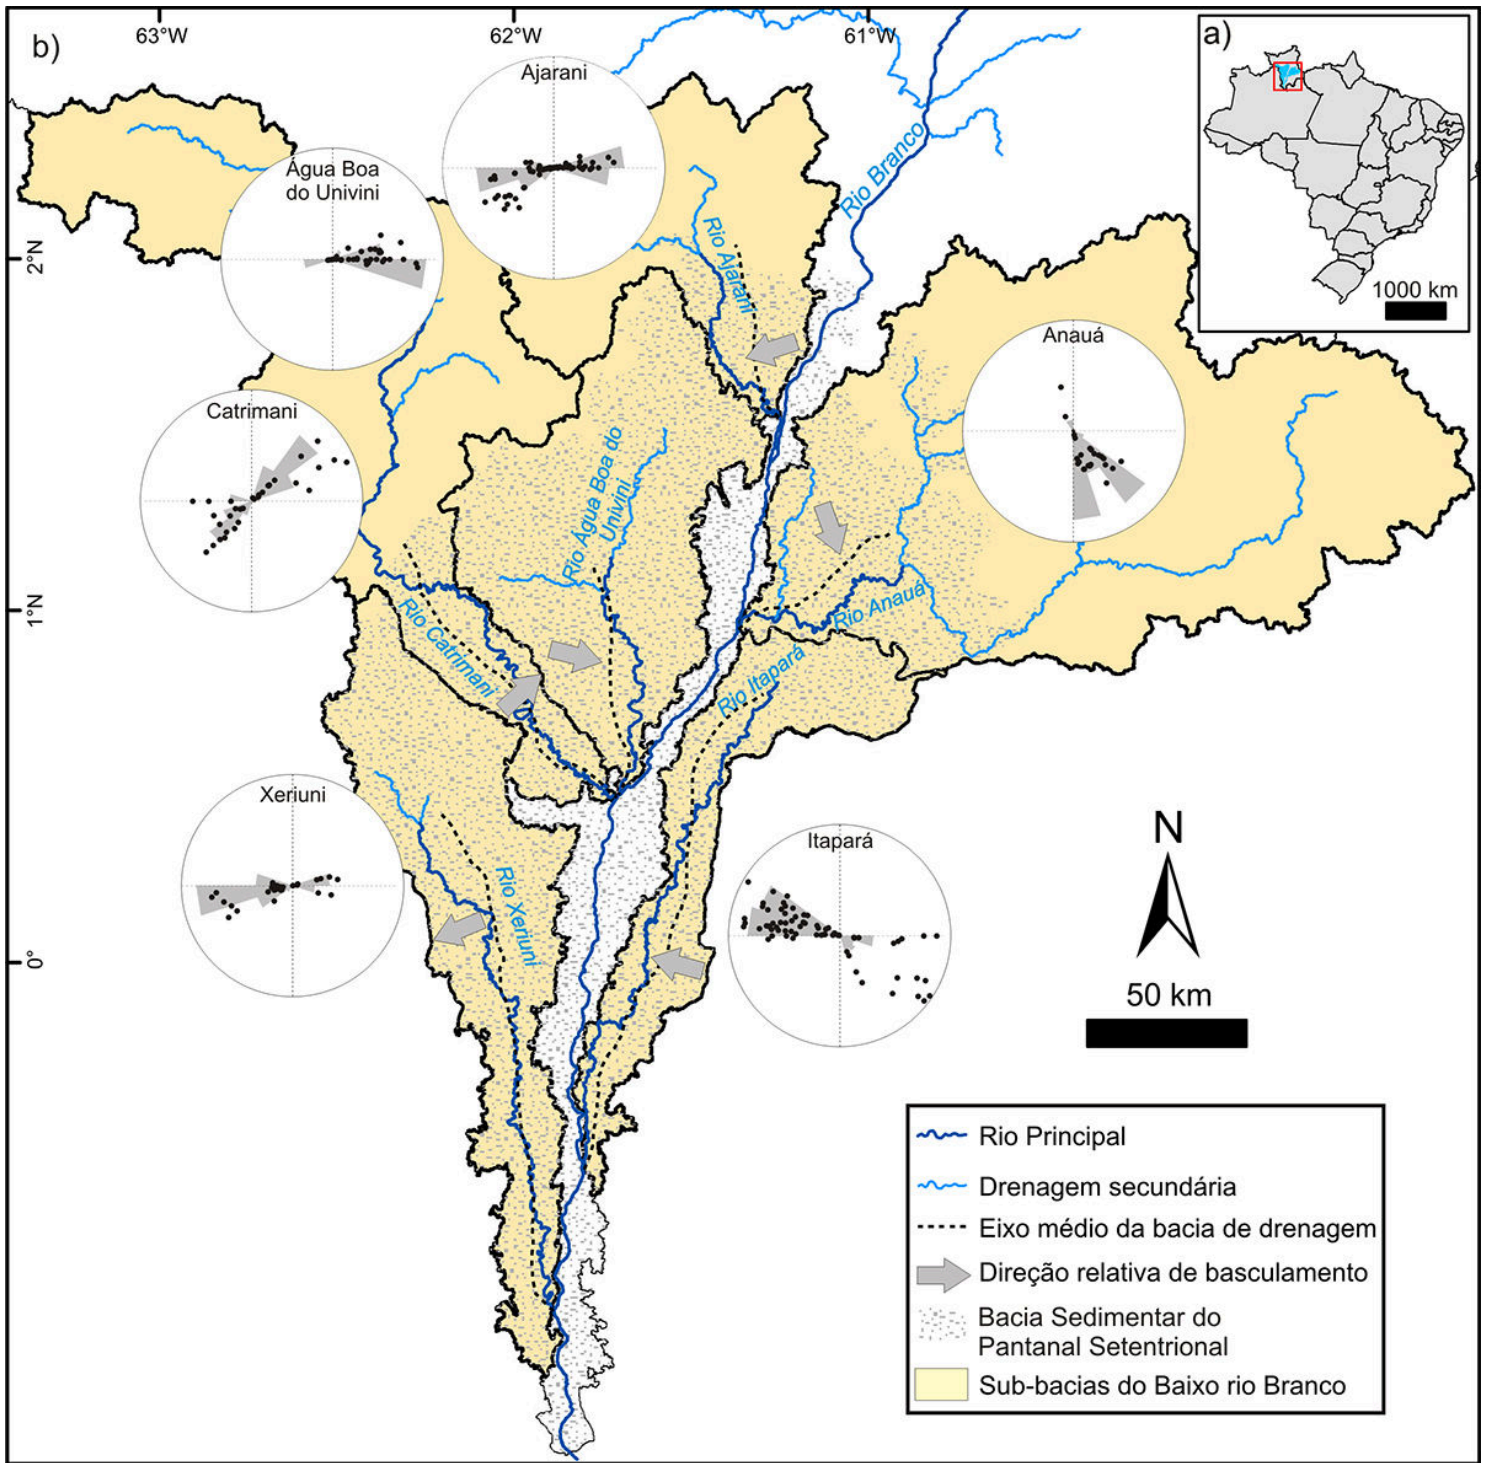 63°W
62°W
61°W
b)
a)
1000 km
2°N
1°N
0°
Ajarani
Água Boa
do Univini
Catrimani
Anauá
Xeriuni
Itapará
Rio Branco
Rio Ajarani
Rio Água Boa do
Univini
Rio Catrimani
Rio Anauá
Rio Itapará
Rio Xeriuni
N
50 km
Rio Principal
Drenagem secundária
Eixo médio da bacia de drenagem
Direção relativa de basculamento
Bacia Sedimentar do
Pantanal Setentrional
Sub-bacias do Baixo rio Branco